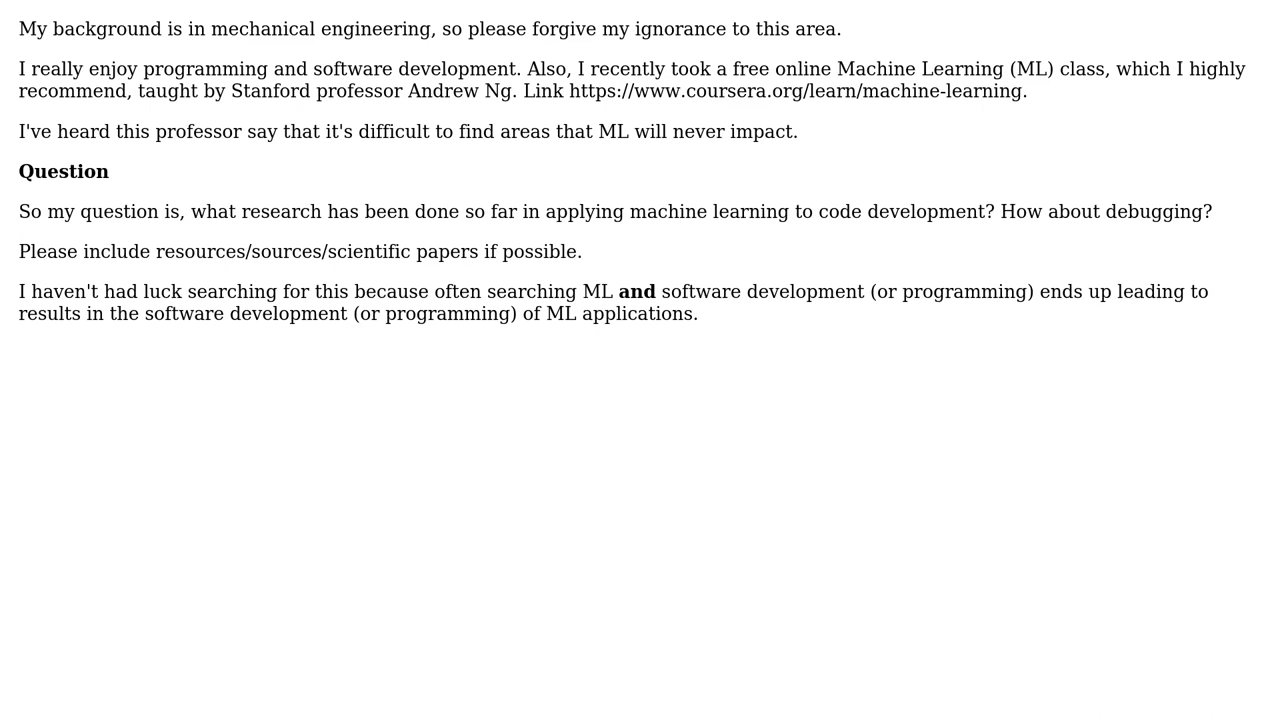 My background is in mechanical engineering, so please forgive my ignorance to this area.
I really enjoy programming and software development. Also, I recently took a free online Machine Learning (ML) class, which I highly
recommend, taught by Stanford professor Andrew Ng. Link https://www.coursera.org/learn/machine-learning.
I've heard this professor say that it's difficult to find areas that ML will never impact.
Question
So my question is, what research has been done so far in applying machine learning to code development? How about debugging?
Please include resources/sources/scientific papers if possible.
I haven't had luck searching for this because often searching ML and software development (or programming) ends up leading to
results in the software development (or programming) of ML applications.